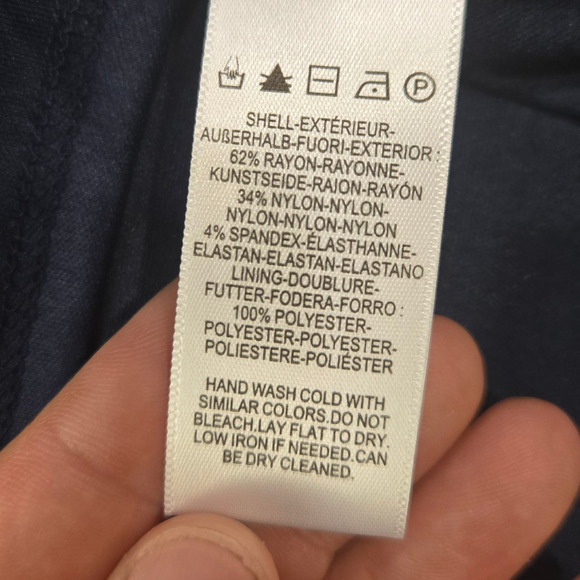 P
SHELL-EXTÉRIEUR-
AUßERHALB-FUORI-EXTERIOR :
62% RAYON-RAYONNE-
KUNSTSEIDE-RAION-RAYÓN
34% NYLON-NYLON-
NYLON-NYLON-NYLON
4% SPANDEX-ÉLASTHANNE-
ELASTAN-ELASTAN-ELASTANO
LINING-DOUBLURE-
FUTTER-FODERA-FORRO :
100% POLYESTER-
POLYESTER-POLYESTER-
POLIESTERE-POLIÉSTER
HAND WASH COLD WITH
SIMILAR COLORS.DO NOT
BLEACH.LAY FLAT TO DRY.
LOW IRON IF NEEDED.CAN
BE DRY CLEANED.